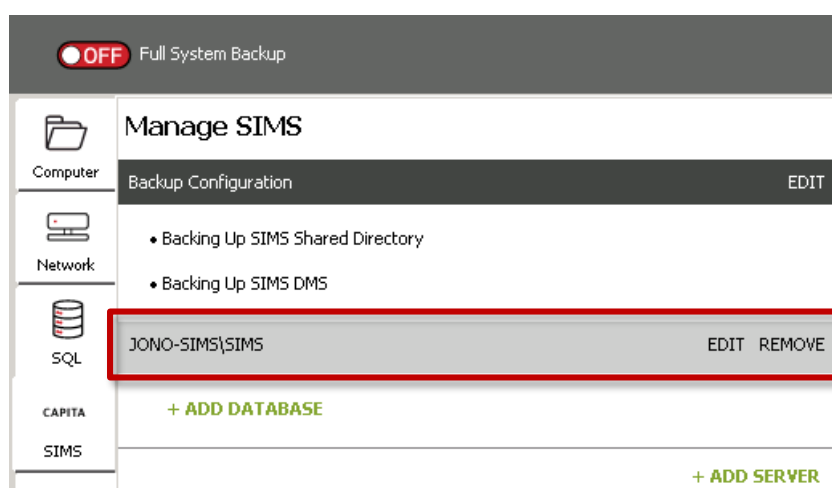 OFF Full System Backup
Manage SIMS
Computer
Backup Configuration EDIT
• Backing Up SIMS Shared Directory
Network
• Backing Up SIMS DMS
JONO-SIMS\SIMS EDIT REMOVE
SQL
+ ADD DATABASE
CAPITA
SIMS
+ ADD SERVER